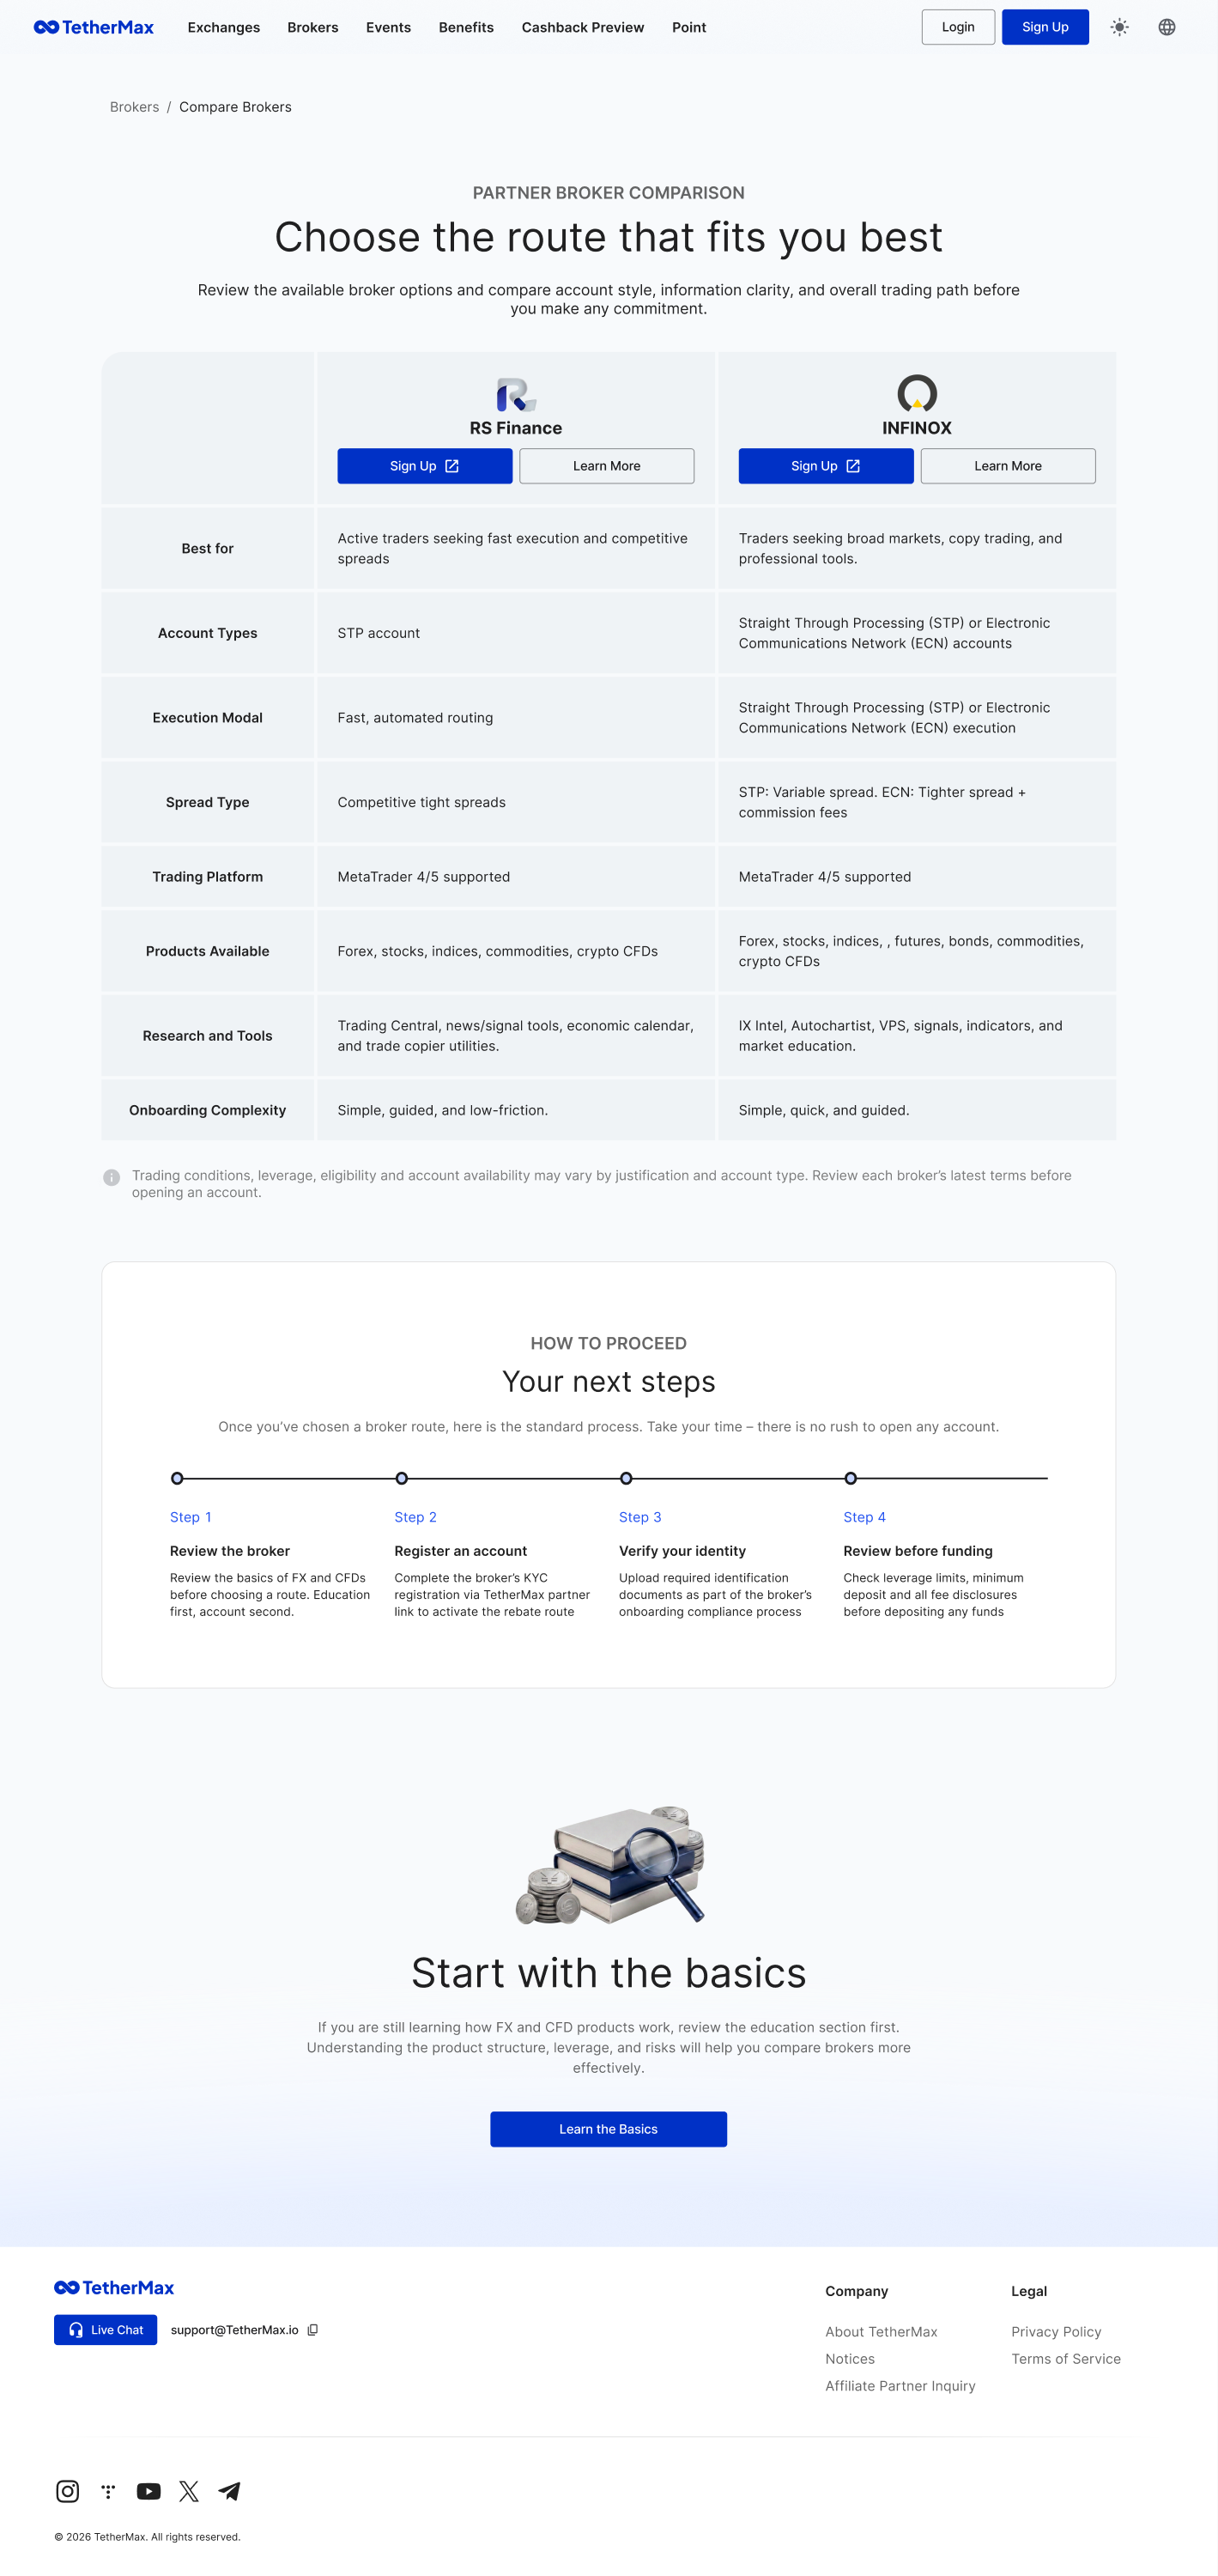 TetherMax
Exchanges
Brokers
Events
Benefits
Cashback Preview
Point
Login
Sign Up
Brokers / Compare Brokers
PARTNER BROKER COMPARISON
Choose the route that fits you best
Review the available broker options and compare account style, information clarity, and overall trading path before
you make any commitment.
RS Finance
Sign Up
Learn More
INFINOX
Sign Up
Learn More
Best for
Active traders seeking fast execution and competitive
spreads
Traders seeking broad markets, copy trading, and
professional tools.
Account Types
STP account
Straight Through Processing (STP) or Electronic
Communications Network (ECN) accounts
Execution Modal
Fast, automated routing
Straight Through Processing (STP) or Electronic
Communications Network (ECN) execution
Spread Type
Competitive tight spreads
STP: Variable spread. ECN: Tighter spread +
commission fees
Trading Platform
MetaTrader 4/5 supported
MetaTrader 4/5 supported
Products Available
Forex, stocks, indices, commodities, crypto CFDs
Forex, stocks, indices, , futures, bonds, commodities,
crypto CFDs
Research and Tools
Trading Central, news/signal tools, economic calendar,
and trade copier utilities.
IX Intel, Autochartist, VPS, signals, indicators, and
market education.
Onboarding Complexity
Simple, guided, and low-friction.
Simple, quick, and guided.
Trading conditions, leverage, eligibility and account availability may vary by justification and account type. Review each broker’s latest terms before
opening an account.
HOW TO PROCEED
Your next steps
Once you’ve chosen a broker route, here is the standard process. Take your time – there is no rush to open any account.
Step 1
Review the broker
Review the basics of FX and CFDs
before choosing a route. Education
first, account second.
Step 2
Register an account
Complete the broker’s KYC
registration via TetherMax partner
link to activate the rebate route
Step 3
Verify your identity
Upload required identification
documents as part of the broker’s
onboarding compliance process
Step 4
Review before funding
Check leverage limits, minimum
deposit and all fee disclosures
before depositing any funds
Start with the basics
If you are still learning how FX and CFD products work, review the education section first.
Understanding the product structure, leverage, and risks will help you compare brokers more
effectively.
Learn the Basics
TetherMax
Live Chat
support@TetherMax.io
Company
About TetherMax
Notices
Affiliate Partner Inquiry
Legal
Privacy Policy
Terms of Service
© 2026 TetherMax. All rights reserved.